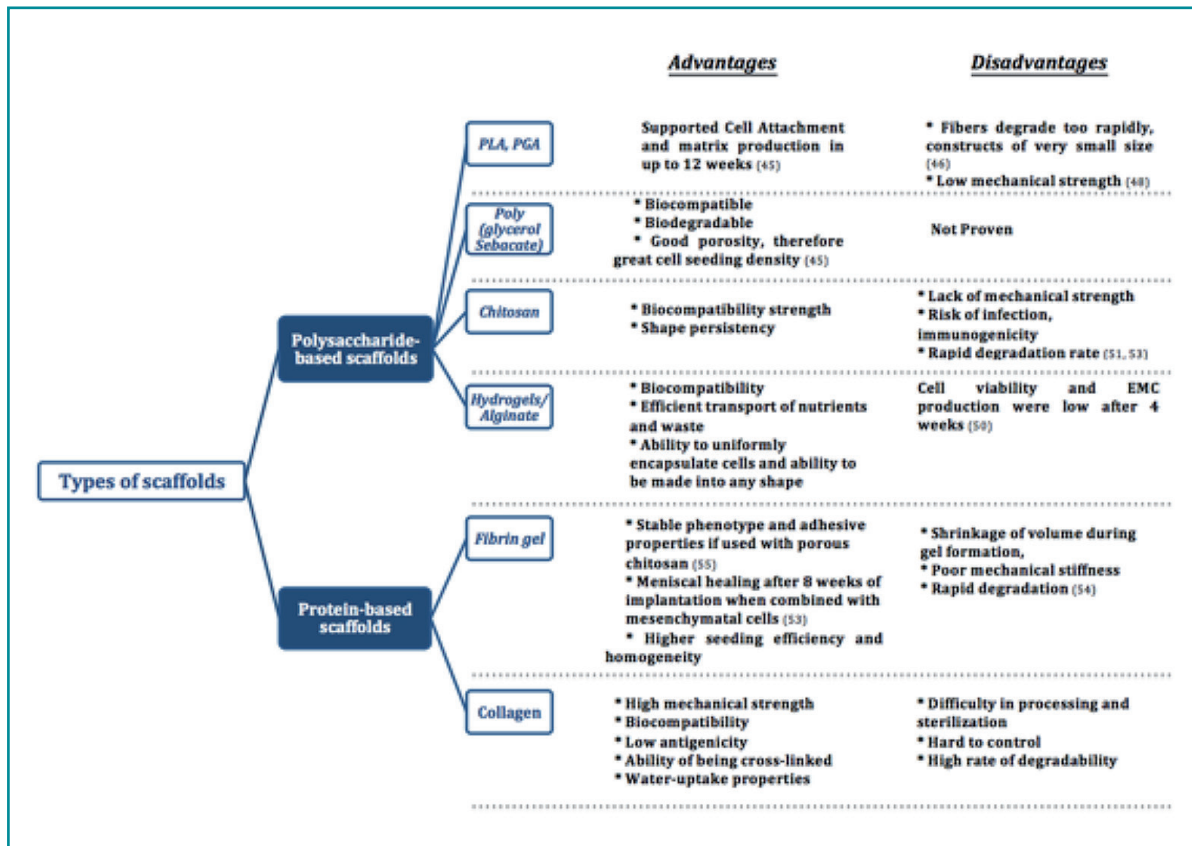 Advantages Disadvantages
PLA, PGA
Supported Cell Attachment
and matrix production in
up to 12 weeks (45)
* Fibers degrade too rapidly,
constructs of very small size
(46)
* Low mechanical strength (48)
Poly
(glycerol
Sebacate)
* Biocompatible
* Biodegradable
* Good porosity, therefore
great cell seeding density (45)
Not Proven
Chitosan
* Biocompatibility strength
* Shape persistency
* Lack of mechanical strength
* Risk of infection,
immunogenicity
* Rapid degradation rate (51, 53)
Polysaccharide-
based scaffolds
Hydrogels/
Alginate
* Biocompatibility
* Efficient transport of nutrients
and waste
* Ability to uniformly
encapsulate cells and ability to
be made into any shape
Cell viability and EMC
production were low after 4
weeks (50)
Types of scaffolds
Fibrin gel
* Stable phenotype and adhesive
properties if used with porous
chitosan (55)
* Meniscal healing after 8 weeks of
implantation when combined with
mesenchymatal cells (53)
* Higher seeding efficiency and
homogeneity
* Shrinkage of volume during
gel formation,
* Poor mechanical stiffness
* Rapid degradation (54)
Protein-based
scaffolds
Collagen
* High mechanical strength
* Biocompatibility
* Low antigenicity
* Ability of being cross-linked
* Water-uptake properties
* Difficulty in processing and
sterilization
* Hard to control
* High rate of degradability